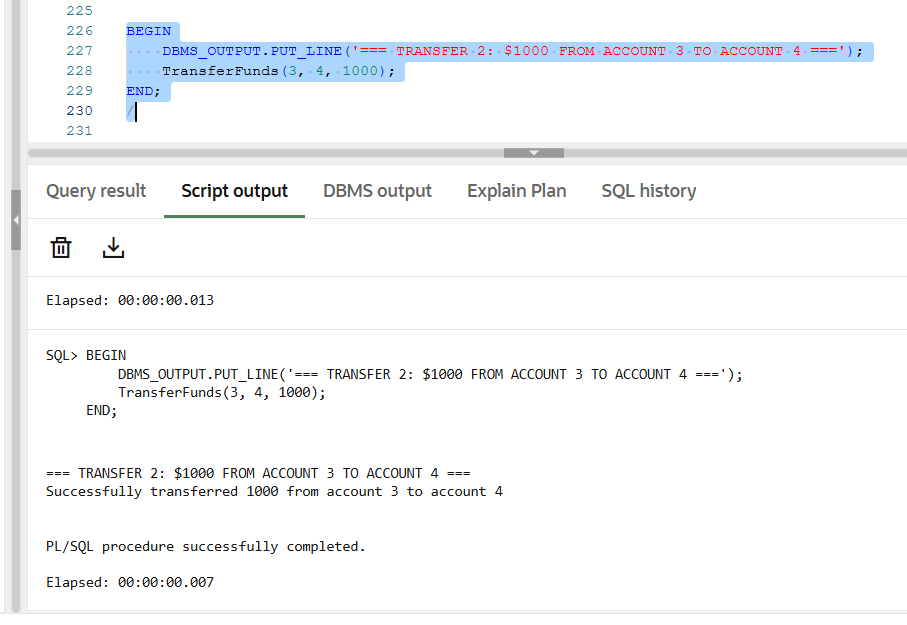 225
226 BEGIN
227 DBMS_OUTPUT.PUT_LINE('=== TRANSFER 2: $1000 FROM ACCOUNT 3 TO ACCOUNT 4 ===');
228 TransferFunds(3, 4, 1000);
229 END;
230 /
231
Query result Script output DBMS output Explain Plan SQL history
Elapsed: 00:00:00.013
SQL> BEGIN
DBMS_OUTPUT.PUT_LINE('=== TRANSFER 2: $1000 FROM ACCOUNT 3 TO ACCOUNT 4 ===');
TransferFunds(3, 4, 1000);
END;
=== TRANSFER 2: $1000 FROM ACCOUNT 3 TO ACCOUNT 4 ===
Successfully transferred 1000 from account 3 to account 4
PL/SQL procedure successfully completed.
Elapsed: 00:00:00.007